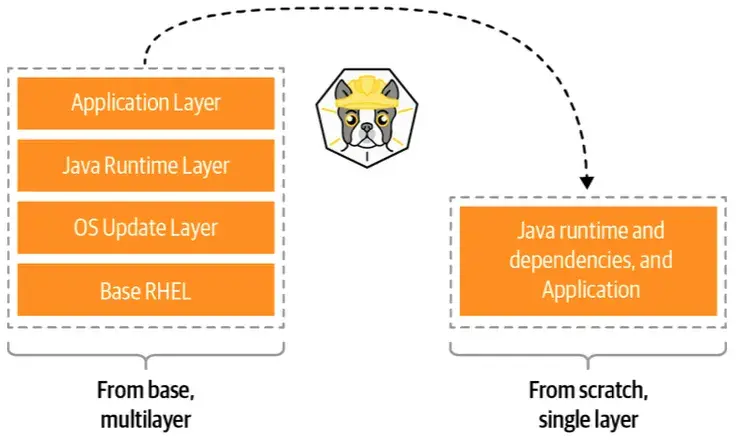 Application Layer
Java Runtime Layer
OS Update Layer
Base RHEL
From base,
multilayer
Java runtime and
dependencies, and
Application
From scratch,
single layer